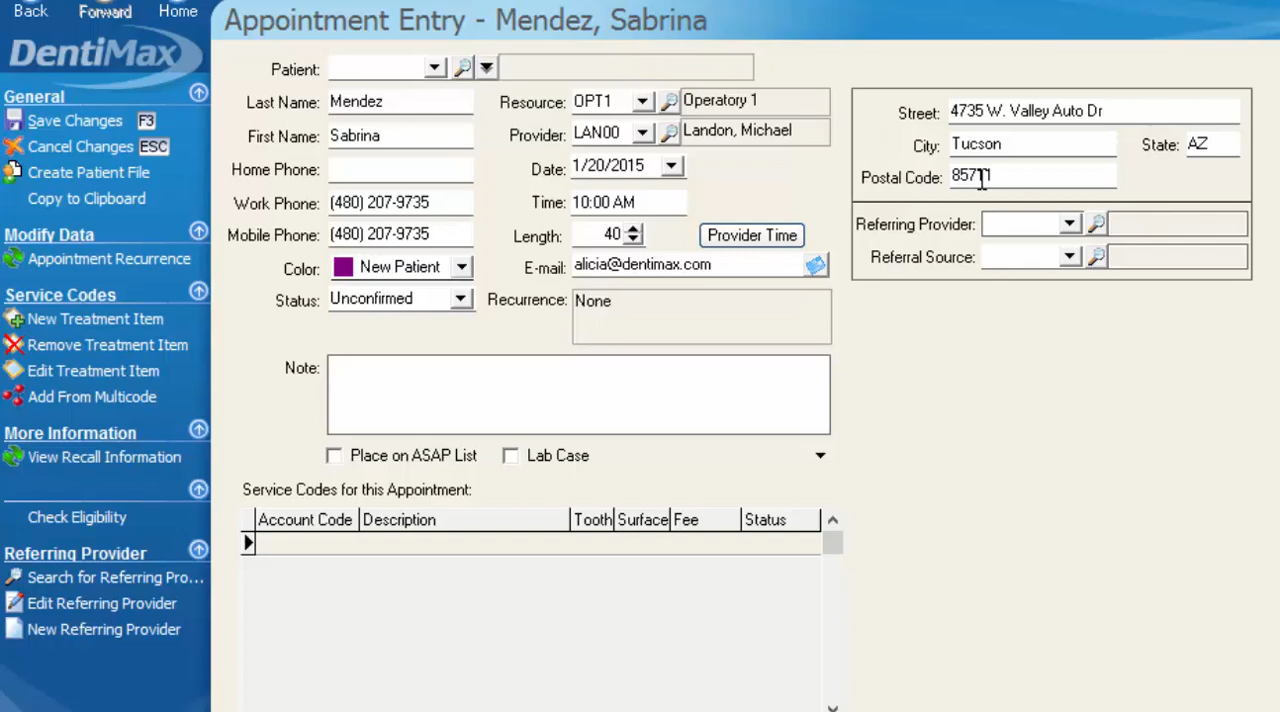 Back Forward Home
DentiMax
General
Save Changes F3
Cancel Changes ESC
Create Patient File
Copy to Clipboard
Modify Data
Appointment Recurrence
Service Codes
New Treatment Item
Remove Treatment Item
Edit Treatment Item
Add From Multicode
More Information
View Recall Information
Check Eligibility
Referring Provider
Search for Referring Pro...
Edit Referring Provider
New Referring Provider
Appointment Entry - Mendez, Sabrina
Patient:
Last Name: Mendez
First Name: Sabrina
Home Phone:
Work Phone: (480) 207-9735
Mobile Phone: (480) 207-9735
Color: New Patient
Status: Unconfirmed
Resource: OPT1 Operatory 1
Provider: LAN00 Landon, Michael
Date: 1/20/2015
Time: 10:00 AM
Length: 40 Provider Time
E-mail: alicia@dentimax.com
Recurrence: None
Street: 4735 W. Valley Auto Dr
City: Tucson State: AZ
Postal Code:
Referring Provider:
Referral Source:
Note:
Place on ASAP List Lab Case
Service Codes for this Appointment:
Account Code Description Tooth Surface Fee Status